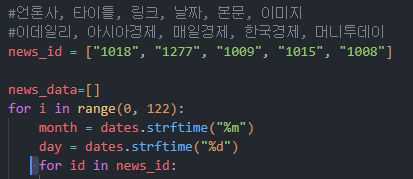 #언론사, 타이틀, 링크, 날짜, 본문, 이미지
#이데일리, 아시아경제, 매일경제, 한국경제, 머니투데이
news_id = ["1018", "1277", "1009", "1015", "1008"]
news_data=[]
for i in range(0, 122):
month = dates.strftime("%m")
day = dates.strftime("%d")
for id in news_id: